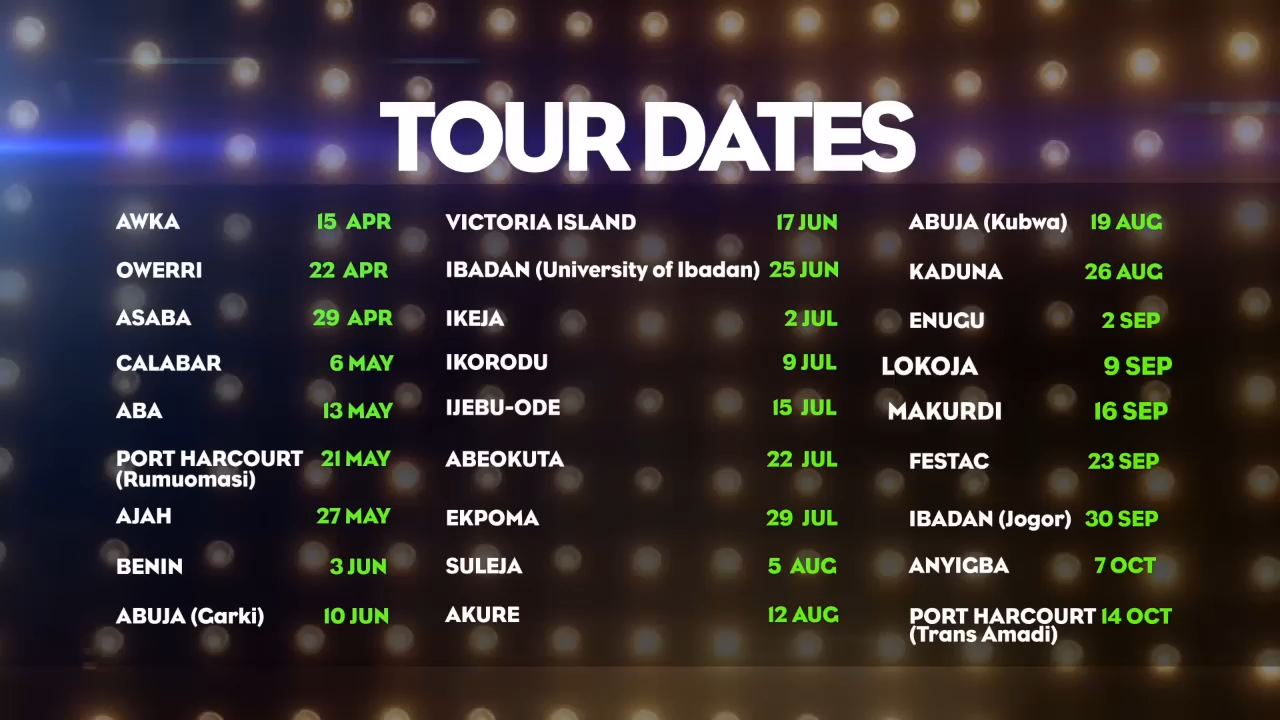 TOUR DATES
AWKA 15 APR
OWERRI 22 APR
ASABA 29 APR
CALABAR 6 MAY
ABA 13 MAY
PORT HARCOURT 21 MAY
(Rumuomasi)
AJAH 27 MAY
BENIN 3 JUN
ABUJA (Garki) 10 JUN
VICTORIA ISLAND 17 JUN
IBADAN (University of Ibadan) 25 JUN
IKEJA 2 JUL
IKORODU 9 JUL
IJEBU-ODE 15 JUL
ABEOKUTA 22 JUL
EKPOMA 29 JUL
SULEJA 5 AUG
AKURE 12 AUG
ABUJA (Kubwa) 19 AUG
KADUNA 26 AUG
ENUGU 2 SEP
LOKOJA 9 SEP
MAKURDI 16 SEP
FESTAC 23 SEP
IBADAN (Jogor) 30 SEP
ANYIGBA 7 OCT
PORT HARCOURT 14 OCT
(Trans Amadi)